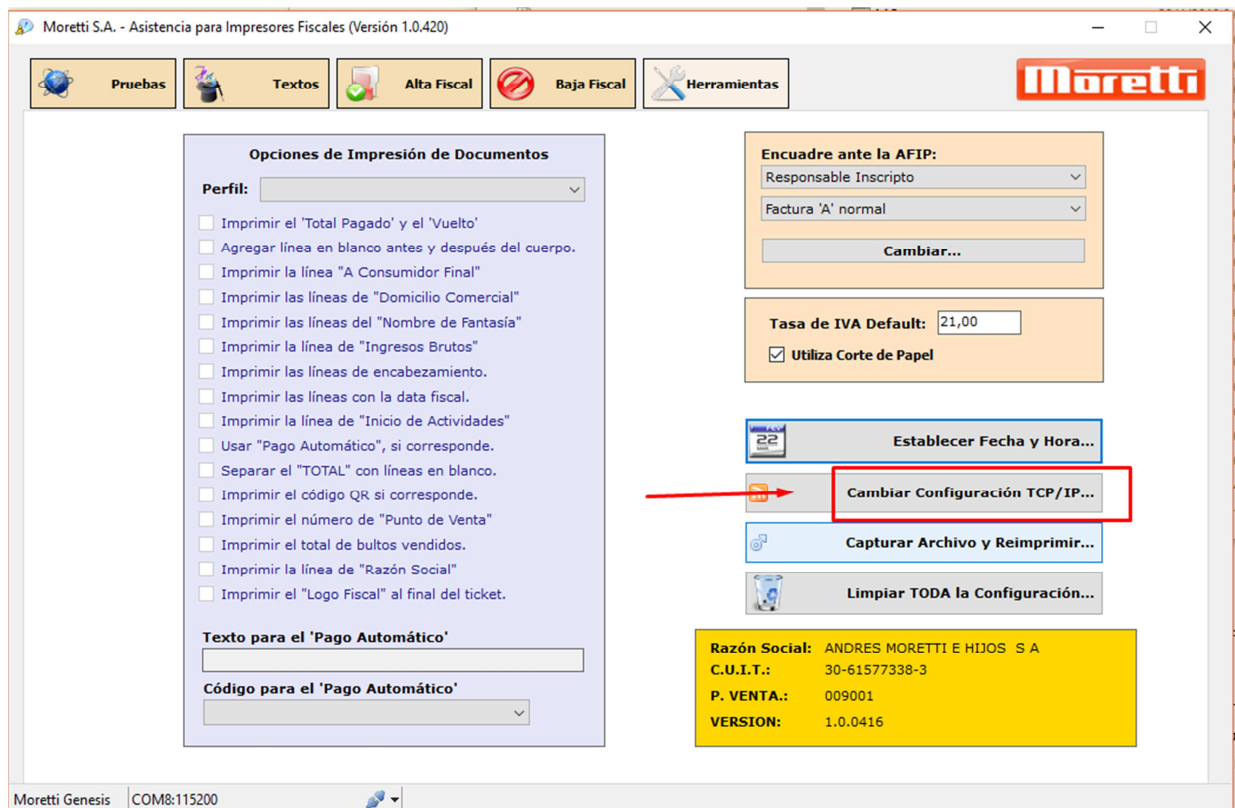 Moretti S.A. - Asistencia para Impresores Fiscales (Versión 1.0.420)
Pruebas
Textos
Alta Fiscal
Baja Fiscal
Herramientas
Moretti
Opciones de Impresión de Documentos
Perfil:
Imprimir el 'Total Pagado' y el 'Vuelto'
Agregar línea en blanco antes y después del cuerpo.
Imprimir la línea "A Consumidor Final"
Imprimir las líneas de "Domicilio Comercial"
Imprimir las líneas del "Nombre de Fantasía"
Imprimir la línea de "Ingresos Brutos"
Imprimir las líneas de encabezamiento.
Imprimir las líneas con la data fiscal.
Imprimir la línea de "Inicio de Actividades"
Usar "Pago Automático", si corresponde.
Separar el "TOTAL" con líneas en blanco.
Imprimir el código QR si corresponde.
Imprimir el número de "Punto de Venta"
Imprimir el total de bultos vendidos.
Imprimir la línea de "Razón Social"
Imprimir el "Logo Fiscal" al final del ticket.
Texto para el 'Pago Automático'
Código para el 'Pago Automático'
Encuadre ante la AFIP:
Responsable Inscripto
Factura 'A' normal
Cambiar...
Tasa de IVA Default: 21,00
Utiliza Corte de Papel
22
Establecer Fecha y Hora...
Cambiar Configuración TCP/IP...
Capturar Archivo y Reimprimir...
Limpiar TODA la Configuración...
Razón Social: ANDRES MORETTI E HIJOS S A
C.U.I.T.: 30-61577338-3
P. VENTA.: 009001
VERSION: 1.0.0416
Moretti Genesis COM8:115200